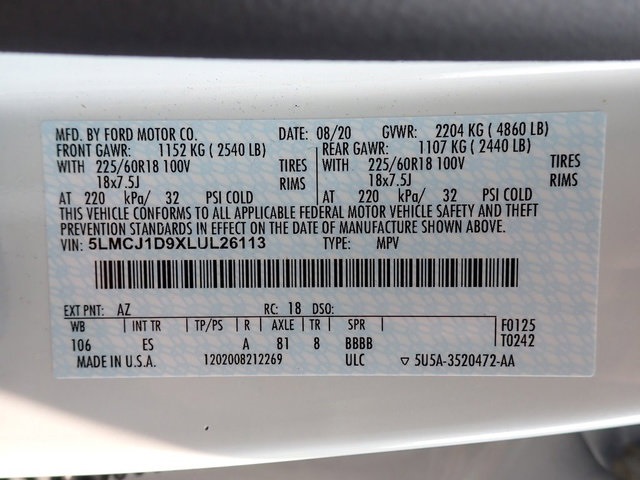 MFD. BY FORD MOTOR CO. DATE: 08/20 GVWR: 2204 KG ( 4860 LB)
FRONT GAWR: 1152 KG ( 2540 LB) REAR GAWR: 1107 KG ( 2440 LB)
WITH 225/60R18 100V TIRES WITH 225/60R18 100V TIRES
18x7.5J RIMS 18x7.5J RIMS
AT 220 kPa/ 32 PSI COLD AT 220 kPa/ 32 PSI COLD
THIS VEHICLE CONFORMS TO ALL APPLICABLE FEDERAL MOTOR VEHICLE SAFETY AND THEFT
PREVENTION STANDARDS IN EFFECT ON THE DATE OF MANUFACTURE SHOWN ABOVE.
VIN: 5LMCJ1D9XLUL26113 TYPE: MPV
EXT PNT: AZ RC: 18 DSO:
WB INT TR TP/PS R AXLE TR SPR F0125
106 ES A 81 8 BBBB T0242
MADE IN U.S.A. 1202008212269 ULC ▽ 5U5A-3520472-AA